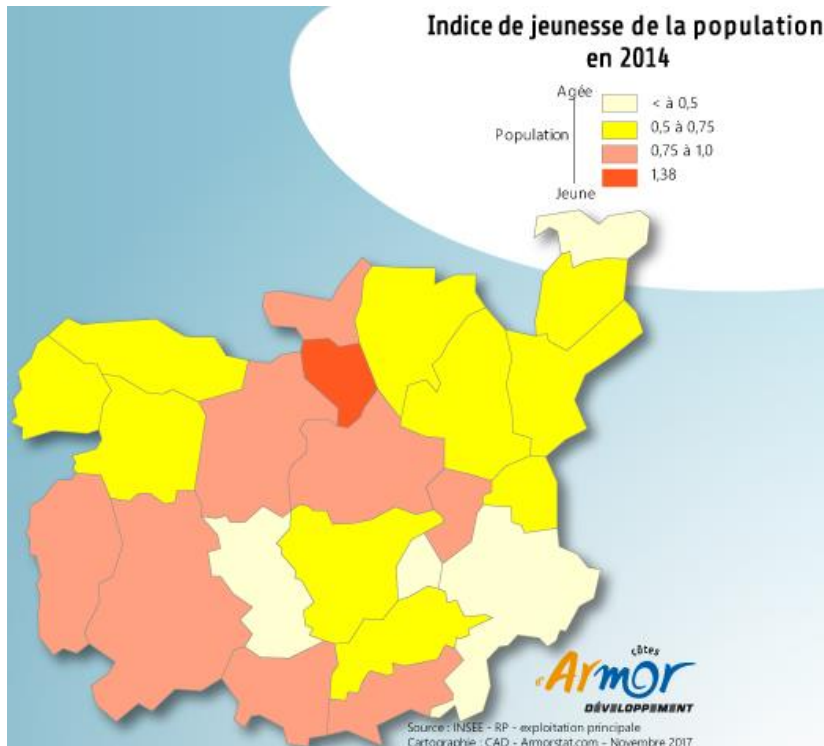 Indice de jeunesse de la population
en 2014
Agée
< à 0,5
0,5 à 0,75
Population
0,75 à 1,0
1,38
Jeune
côtes
d'Armor
DÉVELOPPEMENT
Source : INSEE - RP - exploitation principale
Cartographie : CAD - Armorstat.com - Novembre 2017